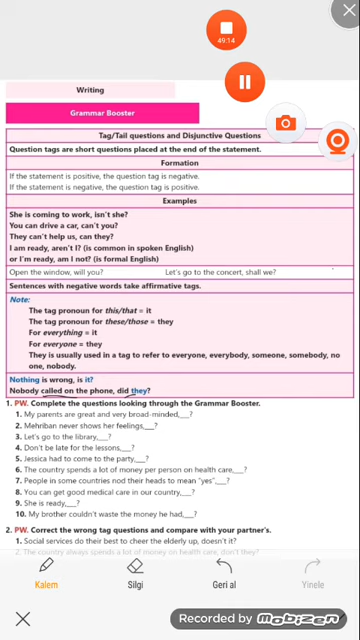 49:14
Writing
Grammar Booster
Tag/Tail questions and Disjunctive Questions
Question tags are short questions placed at the end of the statement.
Formation
If the statement is positive, the question tag is negative.
If the statement is negative, the question tag is positive.
Examples
She is coming to work, isn't she?
You can drive a car, can't you?
They can't help us, can they?
I am ready, aren't I? (is common in spoken English)
or I'm ready, am I not? (is formal English)
Open the window, will you? Let's go to the concert, shall we?
Sentences with negative words take affirmative tags.
Note:
The tag pronoun for this/that = it
The tag pronoun for these/those = they
For everything = it
For everyone = they
They is usually used in a tag to refer to everyone, everybody, someone, somebody, no
one, nobody.
Nothing is wrong, is it?
Nobody called on the phone, did they?
1. PW. Complete the questions looking through the Grammar Booster.
1. My parents are great and very broad-minded,___?
2. Mehriban never shows her feelings,___?
3. Let's go to the library,___?
4. Don't be late for the lessons,___?
5. Jessica had to come to the party,___?
6. The country spends a lot of money per person on health care,___?
7. People in some countries nod their heads to mean "yes",___?
8. You can get good medical care in our country,___?
9. She is ready,___?
10. My brother couldn't waste the money he had,___?
2. PW. Correct the wrong tag questions and compare with your partner's.
1. Social services do their best to cheer the elderly up, doesn't it?
2. The country always spends a lot of money on health care, don't they?
Kalem
Silgi
Geri al
Yinele
Recorded by MOBIZEN